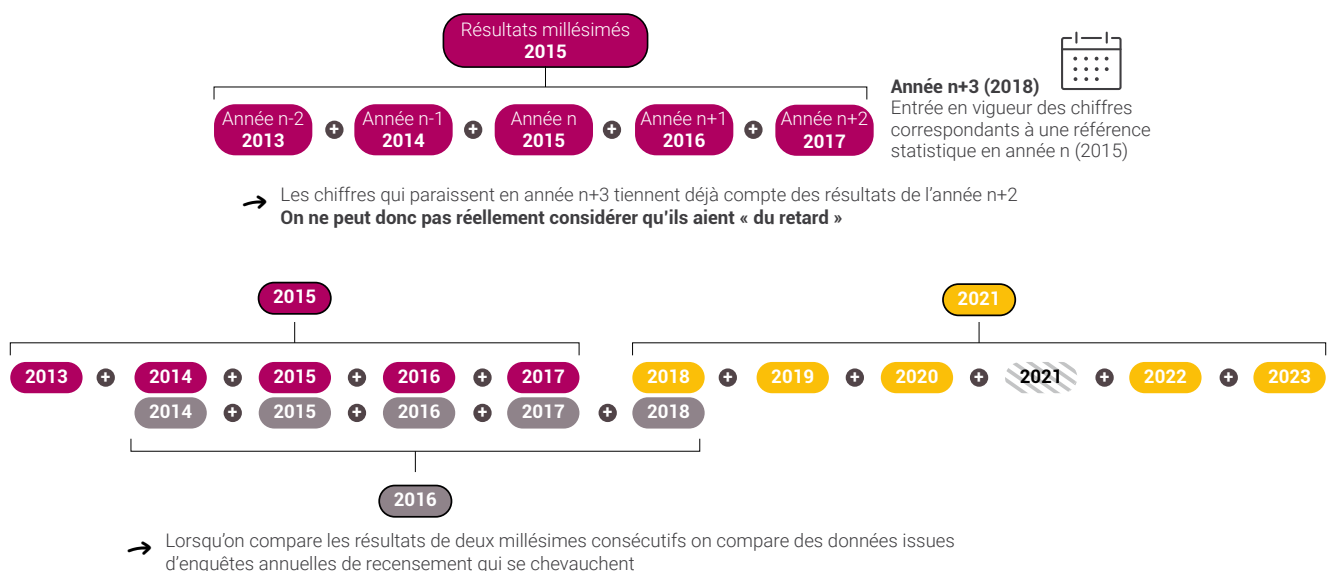 Résultats millésimés
2015
Année n-2
2013
Année n-1
2014
Année n
2015
Année n+1
2016
Année n+2
2017
Année n+3 (2018)
Entrée en vigueur des chiffres
correspondants à une référence
statistique en année n (2015)
Les chiffres qui paraissent en année n+3 tiennent déjà compte des résultats de l'année n+2
On ne peut donc pas réellement considérer qu'ils aient « du retard »
2015
2021
2013 + 2014 + 2015 + 2016 + 2017
2018 + 2019 + 2020 + 2021 + 2022 + 2023
2014 + 2015 + 2016 + 2017 + 2018
2016
Lorsqu'on compare les résultats de deux millésimes consécutifs on compare des données issues
d'enquêtes annuelles de recensement qui se chevauchent